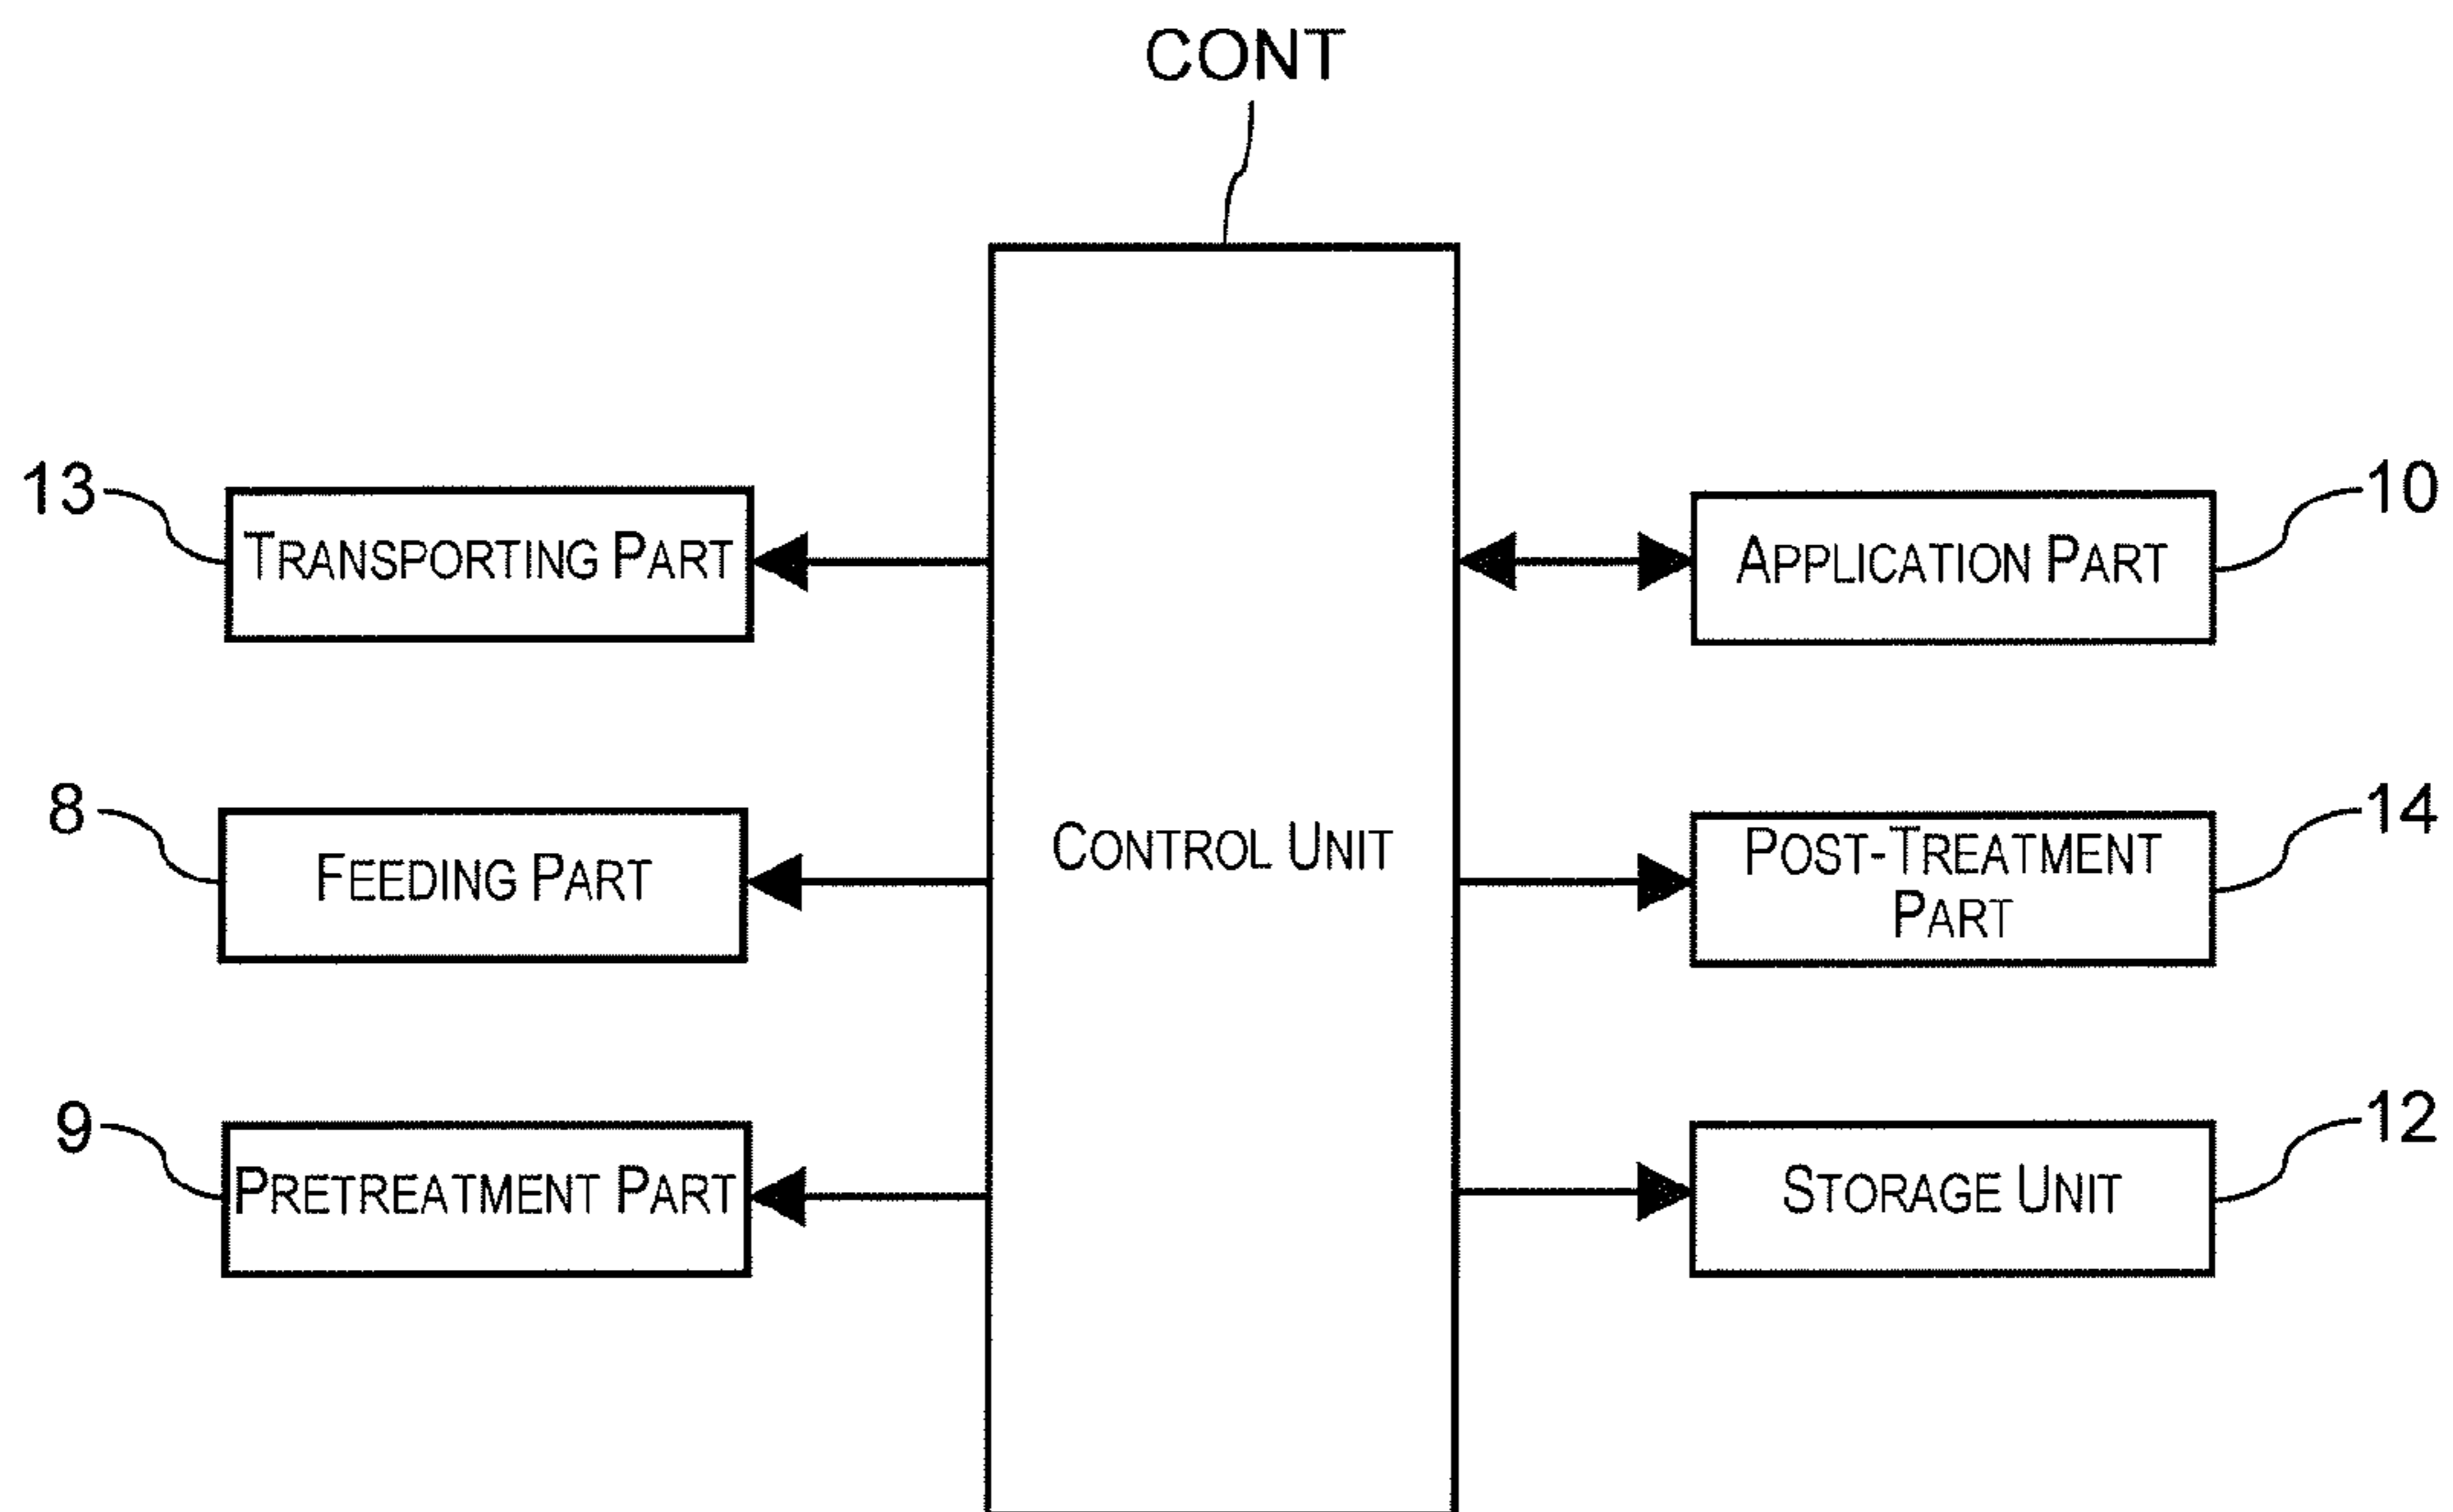 CONT
13
TRANSPORTING PART
APPLICATION PART
10
8
FEEDING PART
CONTROL UNIT
POST-TREATMENT
PART
14
9
PRETREATMENT PART
STORAGE UNIT
12